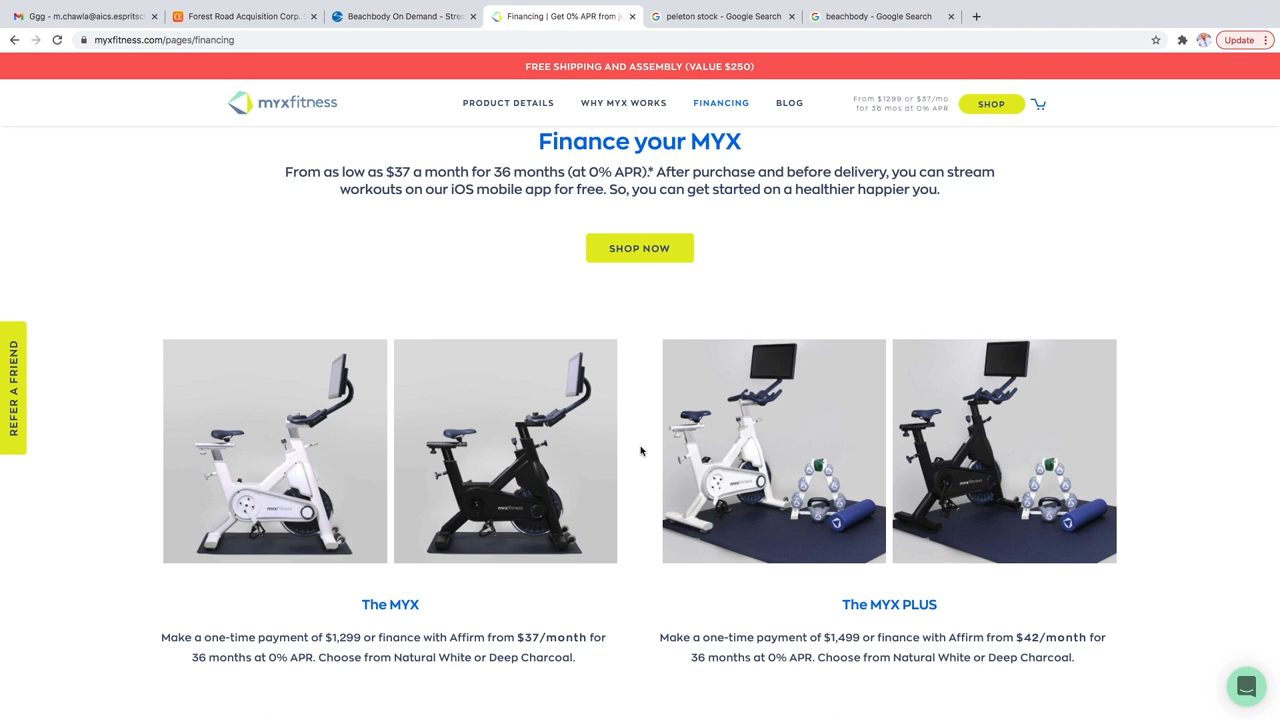 Ggg - m.chawla@aics.espritsc
Forest Road Acquisition Corp.
Beachbody On Demand - Strea
Financing | Get 0% APR from ju
peleton stock - Google Search
beachbody - Google Search
myxfitness.com/pages/financing
Update
FREE SHIPPING AND ASSEMBLY (VALUE $250)
myxfitness
PRODUCT DETAILS
WHY MYX WORKS
FINANCING
BLOG
From $1299 or $37/mo
for 36 mos at 0% APR
SHOP
Finance your MYX
From as low as $37 a month for 36 months (at 0% APR).* After purchase and before delivery, you can stream
workouts on our iOS mobile app for free. So, you can get started on a healthier happier you.
SHOP NOW
REFER A FRIEND
myxfitness
myxfitness
myxfitness
myxfitness
The MYX
Make a one-time payment of $1,299 or finance with Affirm from $37/month for
36 months at 0% APR. Choose from Natural White or Deep Charcoal.
The MYX PLUS
Make a one-time payment of $1,499 or finance with Affirm from $42/month for
36 months at 0% APR. Choose from Natural White or Deep Charcoal.